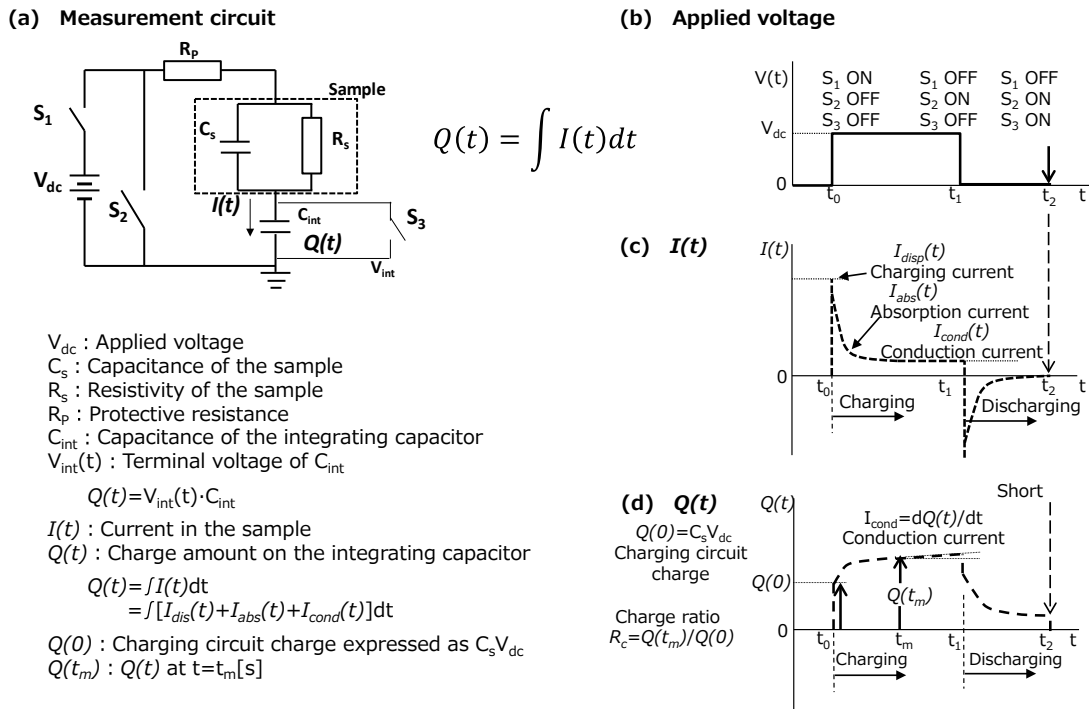 (a) Measurement circuit
R_P
Sample
S_1
C_s
R_s
V_dc
S_2
I(t)
C_int
S_3
Q(t)
V_int
Q(t) = ∫ I(t)dt
V_dc : Applied voltage
C_s : Capacitance of the sample
R_s : Resistivity of the sample
R_P : Protective resistance
C_int : Capacitance of the integrating capacitor
V_int(t) : Terminal voltage of C_int
Q(t)=V_int(t)·C_int
I(t) : Current in the sample
Q(t) : Charge amount on the integrating capacitor
Q(t)=∫I(t)dt
=∫[I_dis(t)+I_abs(t)+I_cond(t)]dt
Q(0) : Charging circuit charge expressed as C_sV_dc
Q(t_m) : Q(t) at t=t_m[s]
(b) Applied voltage
V(t) S_1 ON S_1 OFF S_1 OFF
S_2 OFF S_2 ON S_2 ON
S_3 OFF S_3 OFF S_3 ON
V_dc
0
t_0 t_1 t_2 t
(c) I(t)
I(t)
I_disp(t)
Charging current
I_abs(t)
Absorption current
I_cond(t)
Conduction current
0
t_0 t_1 t_2 t
Charging Discharging
(d) Q(t)
Q(t)
Short
Q(0)=C_sV_dc
Charging circuit
charge
I_cond=dQ(t)/dt
Conduction current
Q(0)
Q(t_m)
Charge ratio
R_c=Q(t_m)/Q(0)
0
t_0 t_m t_1 t_2 t
Charging Discharging